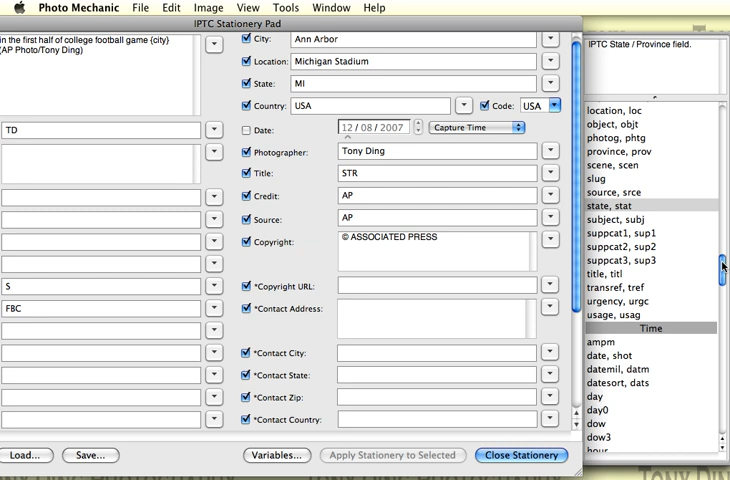 Photo Mechanic File Edit Image View Tools Window Help
IPTC Stationery Pad
in the first half of college football game {city}
(AP Photo/Tony Ding)
TD
S
FBC
City: Ann Arbor
Location: Michigan Stadium
State: MI
Country: USA Code: USA
Date: 12 / 08 / 2007 Capture Time
Photographer: Tony Ding
Title: STR
Credit: AP
Source: AP
Copyright: © ASSOCIATED PRESS
*Copyright URL:
*Contact Address:
*Contact City:
*Contact State:
*Contact Zip:
*Contact Country:
Load... Save... Variables... Apply Stationery to Selected Close Stationery
IPTC State / Province field.
location, loc
object, objt
photog, phtg
province, prov
scene, scen
slug
source, srce
state, stat
subject, subj
suppcat1, sup1
suppcat2, sup2
suppcat3, sup3
title, titl
transref, tref
urgency, urgc
usage, usag
Time
ampm
date, shot
datemil, datm
datesort, dats
day
day0
dow
dow3
hour
TONY DING